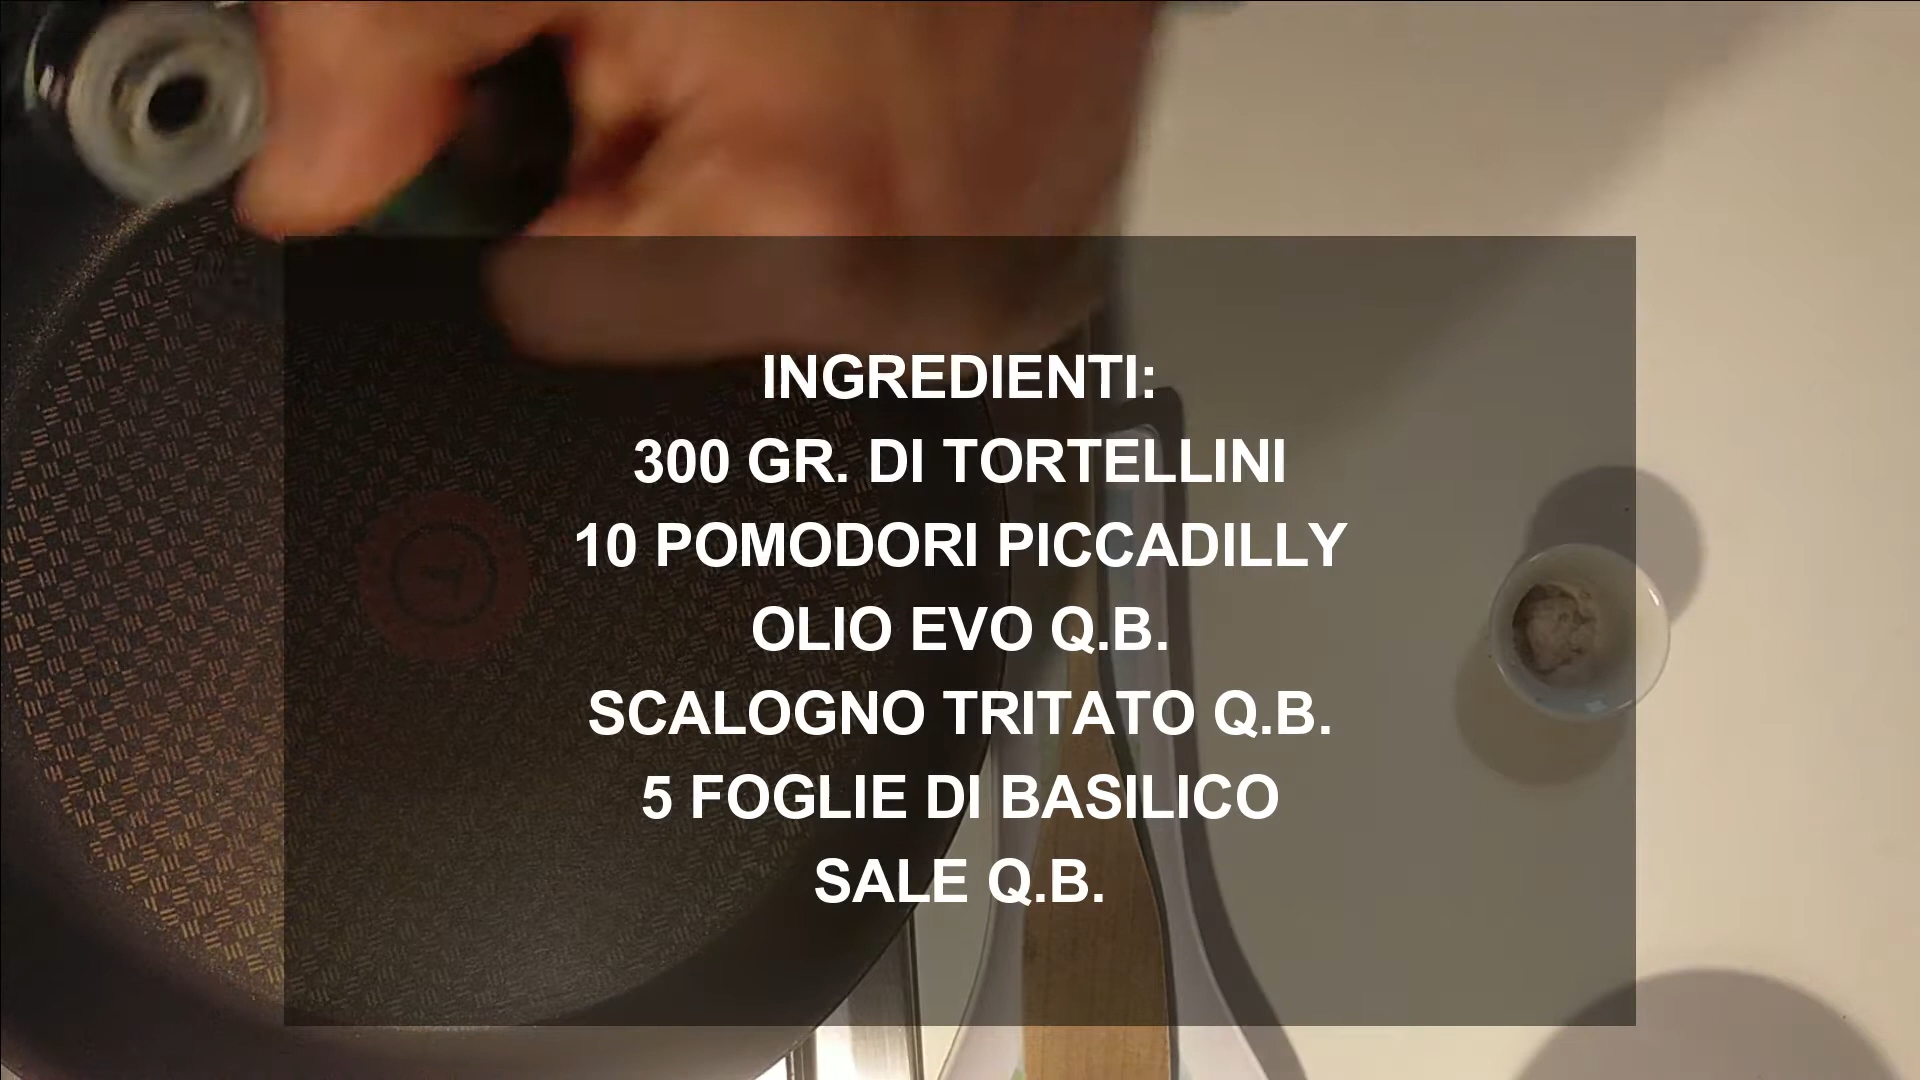 INGREDIENTI:
300 GR. DI TORTELLINI
10 POMODORI PICCADILLY
OLIO EVO Q.B.
SCALOGNO TRITATO Q.B.
5 FOGLIE DI BASILICO
SALE Q.B.